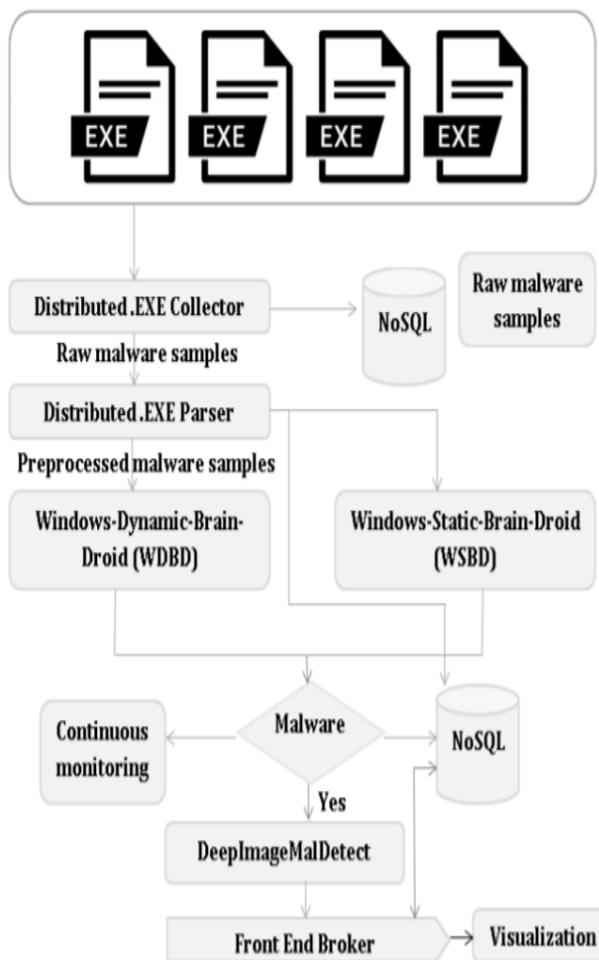 EXE EXE EXE EXE
Distributed .EXE Collector
NoSQL
Raw malware
samples
Raw malware samples
Distributed .EXE Parser
Preprocessed malware samples
Windows-Dynamic-Brain-
Droid (WDBD)
Windows-Static-Brain-Droid
(WSBD)
Continuous
monitoring
Malware
NoSQL
Yes
DeepImageMalDetect
Front End Broker
Visualization